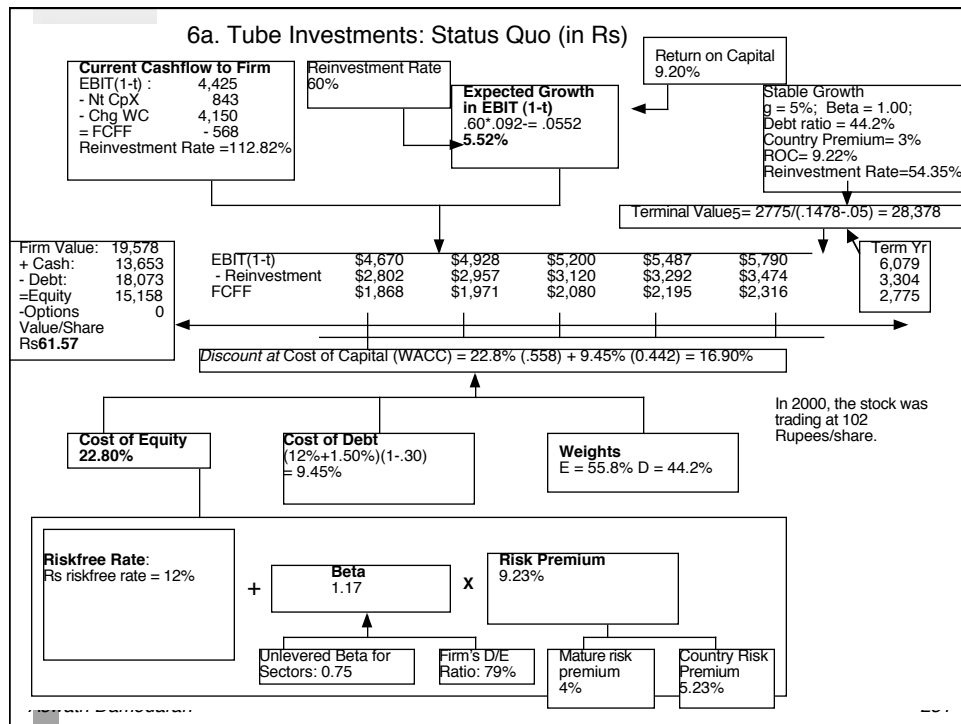 6a. Tube Investments: Status Quo (in Rs)
Current Cashflow to Firm
EBIT(1-t) : 4,425
- Nt CpX 843
- Chg WC 4,150
= FCFF - 568
Reinvestment Rate =112.82%
Reinvestment Rate
60%
Expected Growth
in EBIT (1-t)
.60*.092-= .0552
5.52%
Return on Capital
9.20%
Stable Growth
g = 5%; Beta = 1.00;
Debt ratio = 44.2%
Country Premium= 3%
ROC= 9.22%
Reinvestment Rate=54.35%
Terminal Value5= 2775/(.1478-.05) = 28,378
Firm Value: 19,578
+ Cash: 13,653
- Debt: 18,073
=Equity 15,158
-Options 0
Value/Share
Rs61.57
EBIT(1-t) $4,670 $4,928 $5,200 $5,487 $5,790
- Reinvestment $2,802 $2,957 $3,120 $3,292 $3,474
FCFF $1,868 $1,971 $2,080 $2,195 $2,316
Term Yr
6,079
3,304
2,775
Discount at Cost of Capital (WACC) = 22.8% (.558) + 9.45% (0.442) = 16.90%
In 2000, the stock was
trading at 102
Rupees/share.
Cost of Equity
22.80%
Cost of Debt
(12%+1.50%)(1-.30)
= 9.45%
Weights
E = 55.8% D = 44.2%
Riskfree Rate:
Rs riskfree rate = 12%
+
Beta
1.17
X
Risk Premium
9.23%
Unlevered Beta for
Sectors: 0.75
Firm's D/E
Ratio: 79%
Mature risk
premium
4%
Country Risk
Premium
5.23%
Aswath Damodaran